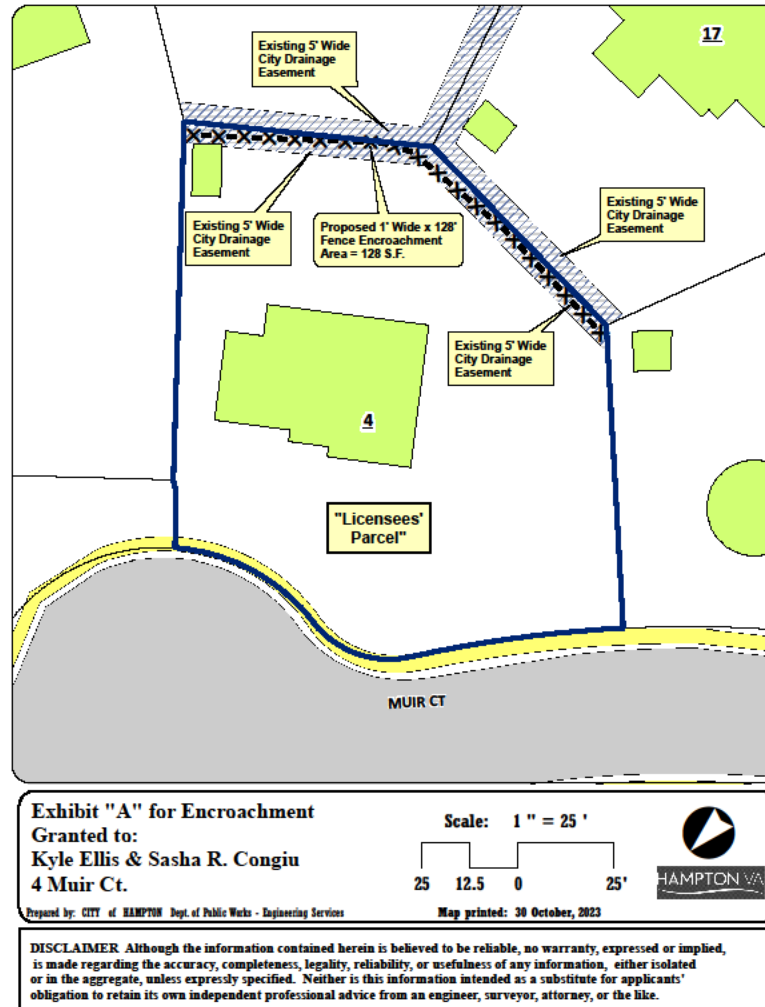 17
Existing 5' Wide
City Drainage
Easement
Existing 5' Wide
City Drainage
Easement
Existing 5' Wide
City Drainage
Easement
Proposed 1' Wide x 128'
Fence Encroachment
Area = 128 S.F.
Existing 5' Wide
City Drainage
Easement
4
"Licensees'
Parcel"
MUIR CT
Exhibit "A" for Encroachment
Granted to:
Kyle Ellis & Sasha R. Congiu
4 Muir Ct.
Prepared by: CITY of HAMPTON Dept. of Public Works - Engineering Services
Scale: 1 " = 25 '
25 12.5 0 25'
Map printed: 30 October, 2023
HAMPTON VA
DISCLAIMER Although the information contained herein is believed to be reliable, no warranty, expressed or implied,
is made regarding the accuracy, completeness, legality, reliability, or usefulness of any information, either isolated
or in the aggregate, unless expressly specified. Neither is this information intended as a substitute for applicants'
obligation to retain its own independent professional advice from an engineer, surveyor, attorney, or the like.